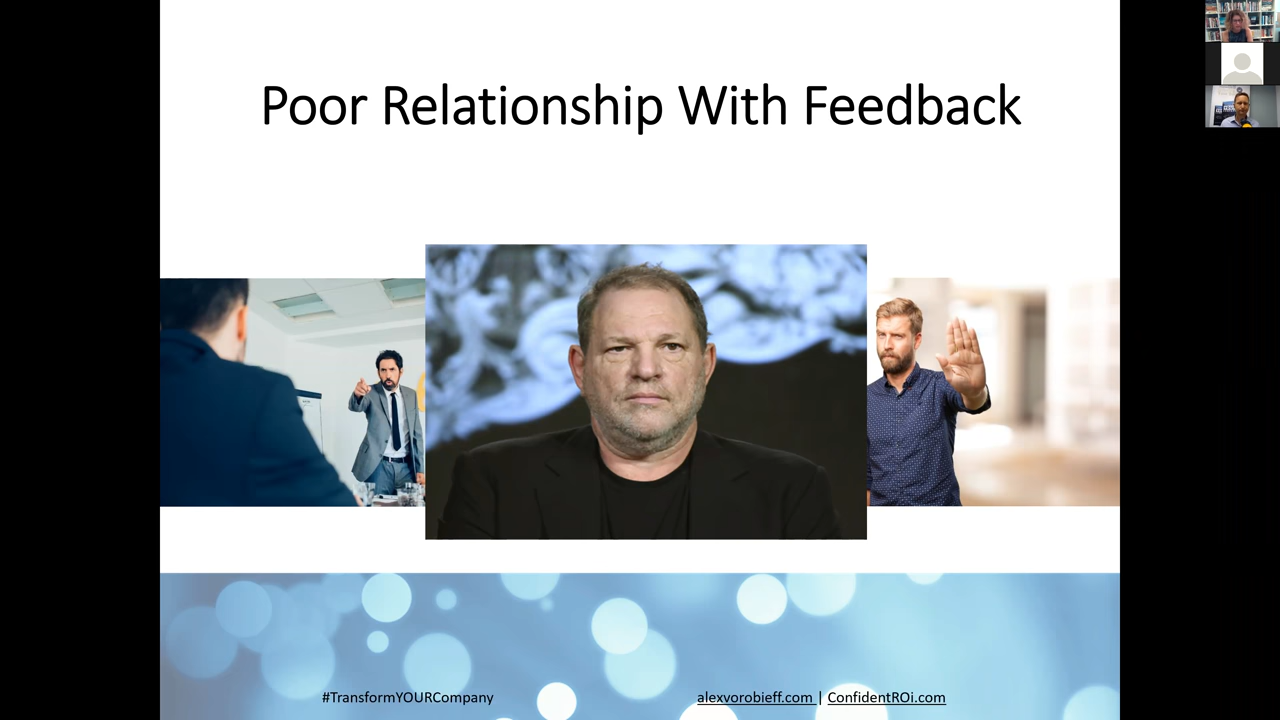 Poor Relationship With Feedback
#TransformYOURCompany
alexvorobieff.com | ConfidentROi.com